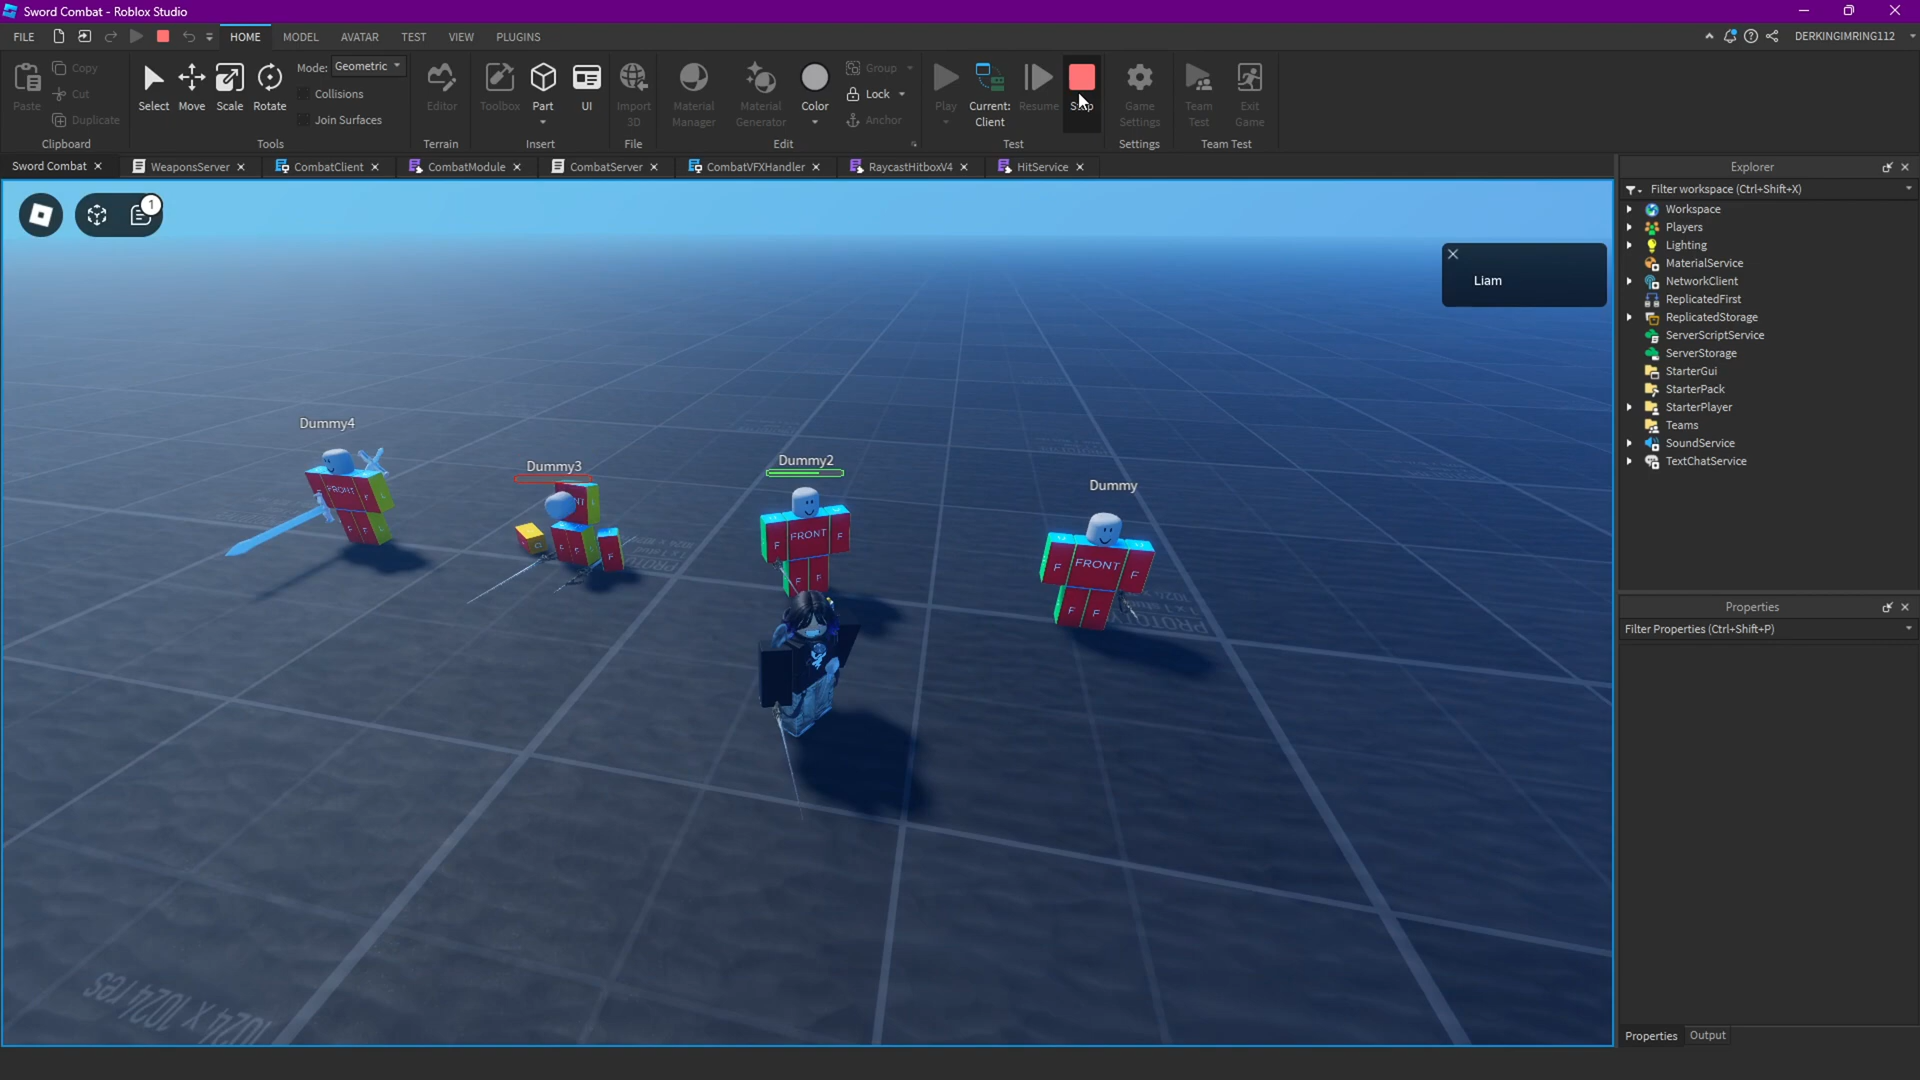 Sword Combat - Roblox Studio
FILE HOME MODEL AVATAR TEST VIEW PLUGINS DERKINGIMRING112
Paste Copy Cut Duplicate
Clipboard
Select Move Scale Rotate Mode: Geometric
Collisions
Join Surfaces
Tools
Editor
Terrain
Toolbox Part UI
Insert
Import 3D
File
Material Manager Material Generator Color Group Lock Anchor
Edit
Play Current: Client Resume Stop
Test
Game Settings
Settings
Team Test Exit Game
Team Test
Sword Combat WeaponsServer CombatClient CombatModule CombatServer CombatVFXHandler RaycastHitboxV4 HitService
1
Liam
Dummy4
Dummy3
Dummy2
Dummy
FRONT
F
F
FRONT
F
F
F
F
FRONT
F
F
F
1024 x 1024 res
Explorer
Filter workspace (Ctrl+Shift+X)
Workspace
Players
Lighting
MaterialService
NetworkClient
ReplicatedFirst
ReplicatedStorage
ServerScriptService
ServerStorage
StarterGui
StarterPack
StarterPlayer
Teams
SoundService
TextChatService
Properties
Filter Properties (Ctrl+Shift+P)
Properties Output